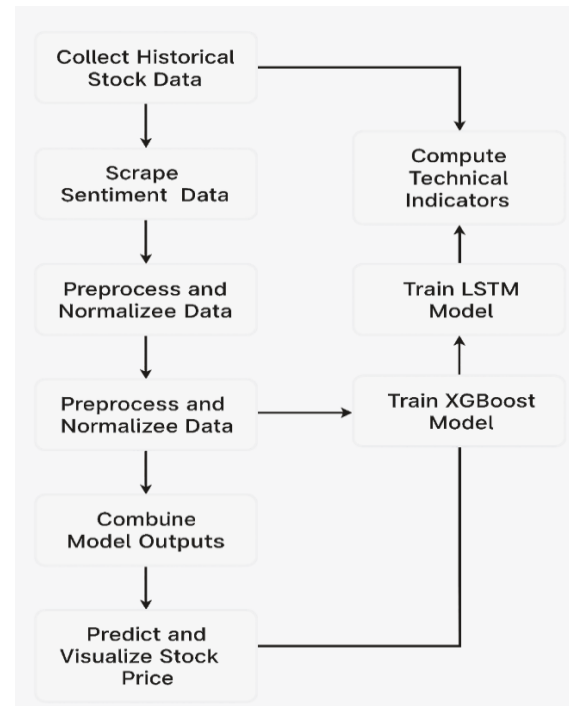 Collect Historical
Stock Data
Scrape
Sentiment Data
Preprocess and
Normalizee Data
Preprocess and
Normalizee Data
Combuine
Model Outputs
Predict and
Visualize Stock
Price
Compute
Technical
Indicators
Train LSTM
Model
Train XGBoost
Model